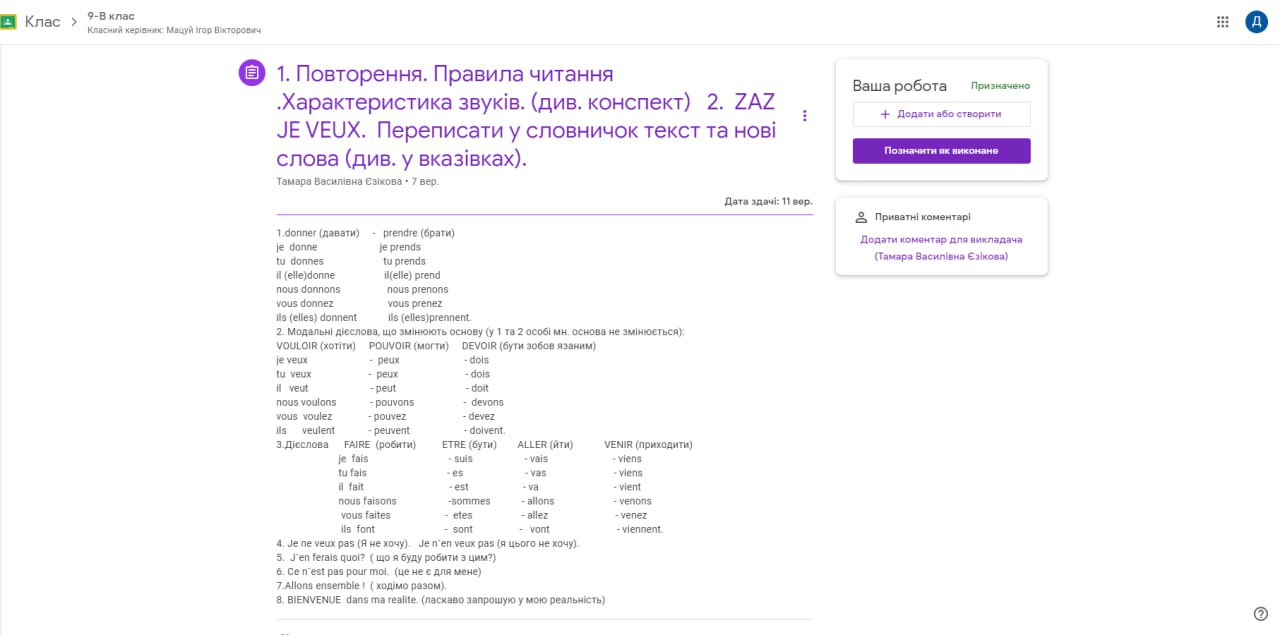 Клас > 9-В клас
Класний керівник: Мацуй Ігор Вікторович
Д
1. Повторення. Правила читання
.Характеристика звуків. (див. конспект) 2. ZAZ
JE VEUX. Переписати у словничок текст та нові
слова (див. у вказівках).
Тамара Василівна Єзікова • 7 вер.
Дата здачі: 11 вер.
1.donner (давати) - prendre (брати)
je donne je prends
tu donnes tu prends
il (elle)donne il(elle) prend
nous donnons nous prenons
vous donnez vous prenez
ils (elles) donnent ils (elles)prennent.
2. Модальні дієслова, що змінюють основу (у 1 та 2 особі мн. основа не змінюється):
VOULOIR (хотіти) POUVOIR (могти) DEVOIR (бути зобов язаним)
je veux - peux - dois
tu veux - peux - dois
il veut - peut - doit
nous voulons - pouvons - devons
vous voulez - pouvez - devez
ils veulent - peuvent - doivent.
3.Дієслова FAIRE (робити) ETRE (бути) ALLER (йти) VENIR (приходити)
je fais - suis - vais - viens
tu fais - es - vas - viens
il fait - est - va - vient
nous faisons -sommes - allons - venons
vous faites - etes - allez - venez
ils font - sont - vont - viennent.
4. Je ne veux pas (Я не хочу). Je n`en veux pas (я цього не хочу).
5. J`en ferais quoi? ( що я буду робити з цим?)
6. Ce n`est pas pour moi. (це не є для мене)
7.Allons ensemble ! ( ходімо разом).
8. BIENVENUE dans ma realite. (ласкаво запрошую у мою реальність)
Ваша робота Призначено
+ Додати або створити
Позначити як виконане
Приватні коментарі
Додати коментар для викладача
(Тамара Василівна Єзікова)